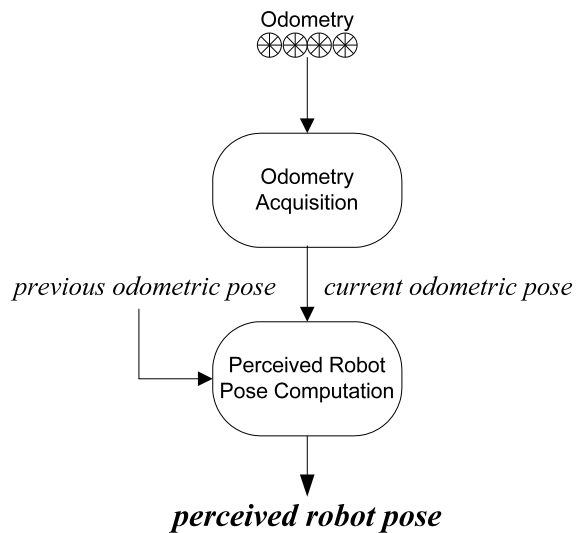 Odometry
Odometry
Acquisition
previous odometric pose
current odometric pose
Perceived Robot
Pose Computation
perceived robot pose